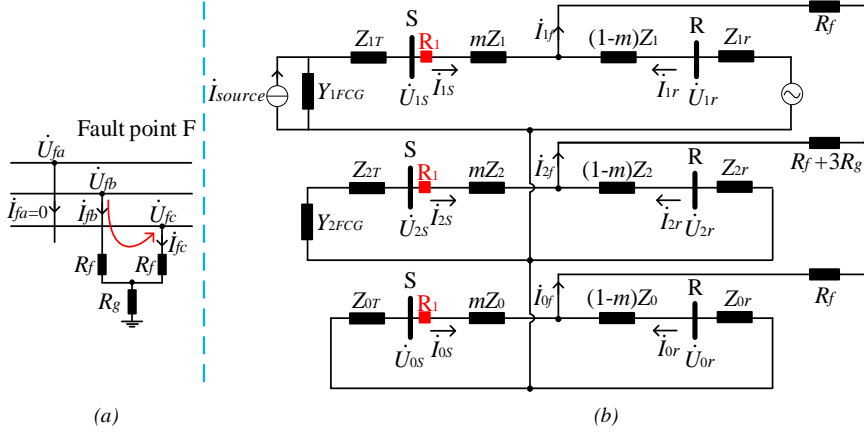 Fault point F
U̇fa
U̇fb
U̇fc
İfa=0
İfb
İfc
Rf
Rf
Rg
(a)
İsource
Y1FCG
Z1T
S
R1
U̇1s
İ1s
mZ1
İ1f
(1-m)Z1
İ1r
R
U̇1r
Z1r
Rf
Y2FCG
Z2T
S
R1
U̇2s
İ2s
mZ2
İ2f
(1-m)Z2
İ2r
R
U̇2r
Z2r
Rf+3Rg
Z0T
S
R1
U̇0s
İ0s
mZ0
İ0f
(1-m)Z0
İ0r
R
U̇0r
Z0r
Rf
(b)